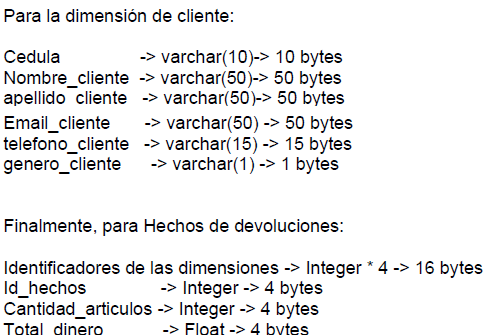 Para la dimensión de cliente:
Cedula -> varchar(10)-> 10 bytes
Nombre_cliente -> varchar(50)-> 50 bytes
apellido_cliente -> varchar(50)-> 50 bytes
Email_cliente -> varchar(50) -> 50 bytes
telefono_cliente -> varchar(15) -> 15 bytes
genero_cliente -> varchar(1) -> 1 byte
Finalmente, para Hechos de devoluciones:
Identificadores de las dimensiones -> Integer * 4 -> 16 bytes
Id_hechos -> Integer -> 4 bytes
Cantidad_articulos -> Integer -> 4 bytes
Total_dinero -> Float -> 4 bytes